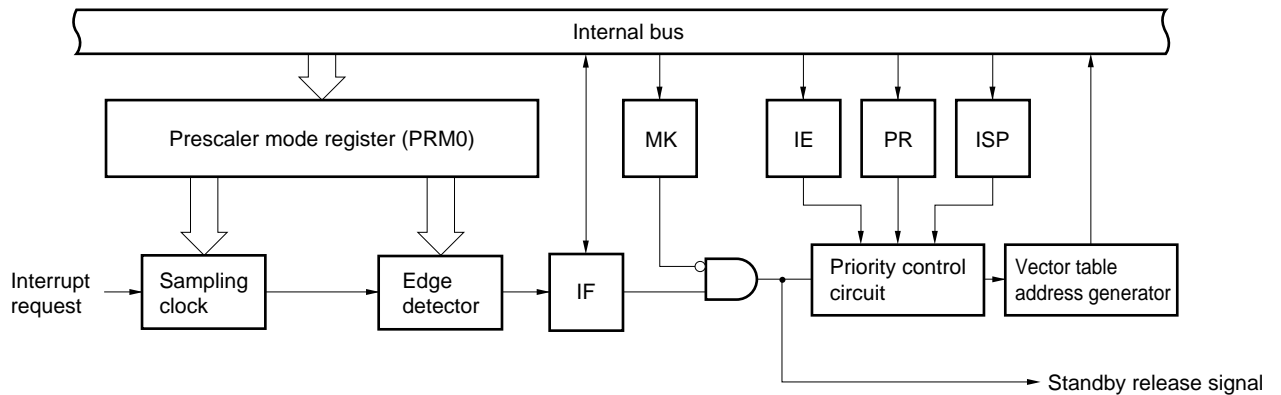 Internal bus
Prescaler mode register (PRM0)
MK
IE
PR
ISP
Interrupt
request
Sampling
clock
Edge
detector
IF
Priority control
circuit
Vector table
address generator
Standby release signal